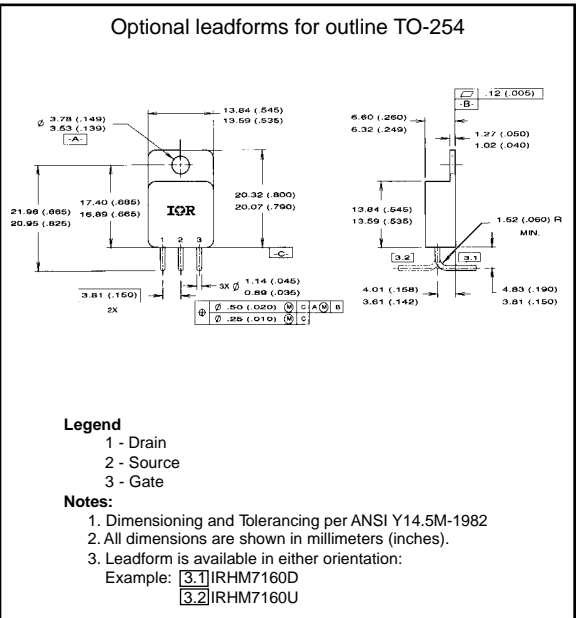 Optional leadforms for outline TO-254
⏥ .12 (.005)
-B-
Ø 3.78 (.149)
3.53 (.139)
-A-
13.84 (.545)
13.59 (.535)
6.60 (.260)
6.32 (.249)
1.27 (.050)
1.02 (.040)
21.98 (.865)
20.95 (.825)
17.40 (.685)
16.89 (.665)
IOR
20.32 (.800)
20.07 (.790)
13.84 (.545)
13.59 (.535)
1.52 (.060) R
MIN.
1 2 3
-C-
3.2
3.1
3.81 (.150)
2X
3X Ø 1.14 (.045)
0.89 (.035)
4.01 (.158)
3.61 (.142)
4.83 (.190)
3.81 (.150)
⌖ Ø .50 (.020) Ⓜ C A Ⓜ B
Ø .25 (.010) Ⓜ C
Legend
1 - Drain
2 - Source
3 - Gate
Notes:
1. Dimensioning and Tolerancing per ANSI Y14.5M-1982
2. All dimensions are shown in millimeters (inches).
3. Leadform is available in either orientation:
Example: 3.1 IRHM7160D
3.2 IRHM7160U